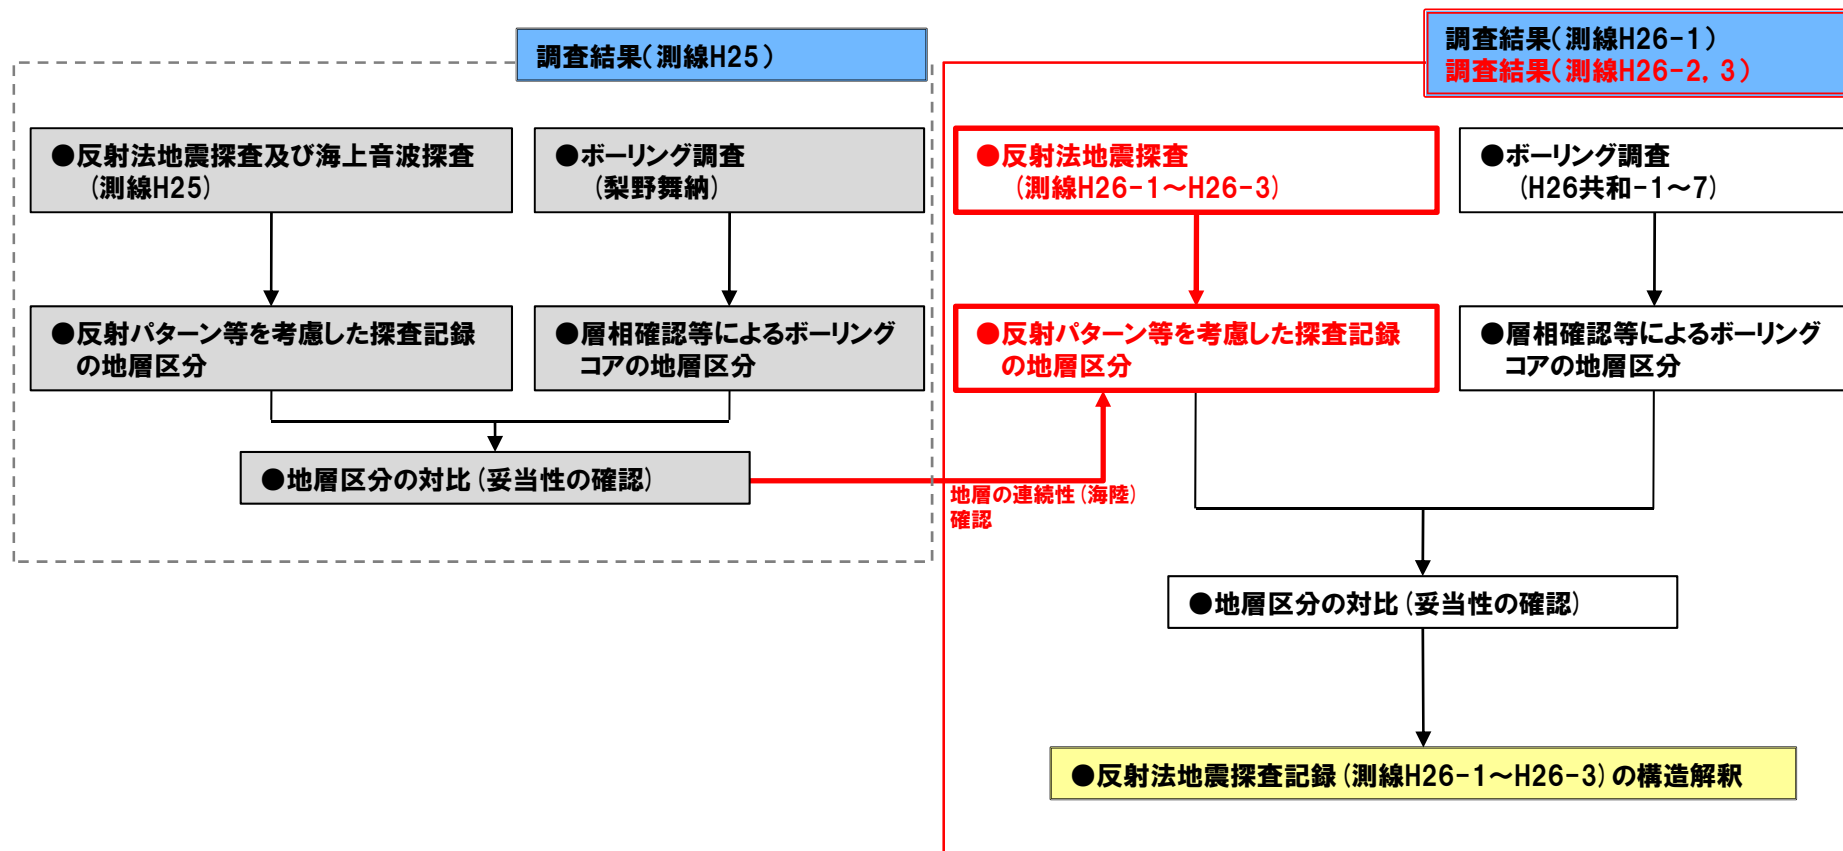 調査結果(測線H25)
●反射法地震探査及び海上音波探査
(測線H25)
●ボーリング調査
(梨野舞納)
●反射パターン等を考慮した探査記録
の地層区分
●層相確認等によるボーリング
コアの地層区分
●地層区分の対比(妥当性の確認)
地層の連続性(海陸)
確認
調査結果(測線H26-1)
調査結果(測線H26-2, 3)
●反射法地震探査
(測線H26-1～H26-3)
●ボーリング調査
(H26共和-1～7)
●反射パターン等を考慮した探査記録
の地層区分
●層相確認等によるボーリング
コアの地層区分
●地層区分の対比(妥当性の確認)
●反射法地震探査記録(測線H26-1～H26-3)の構造解釈